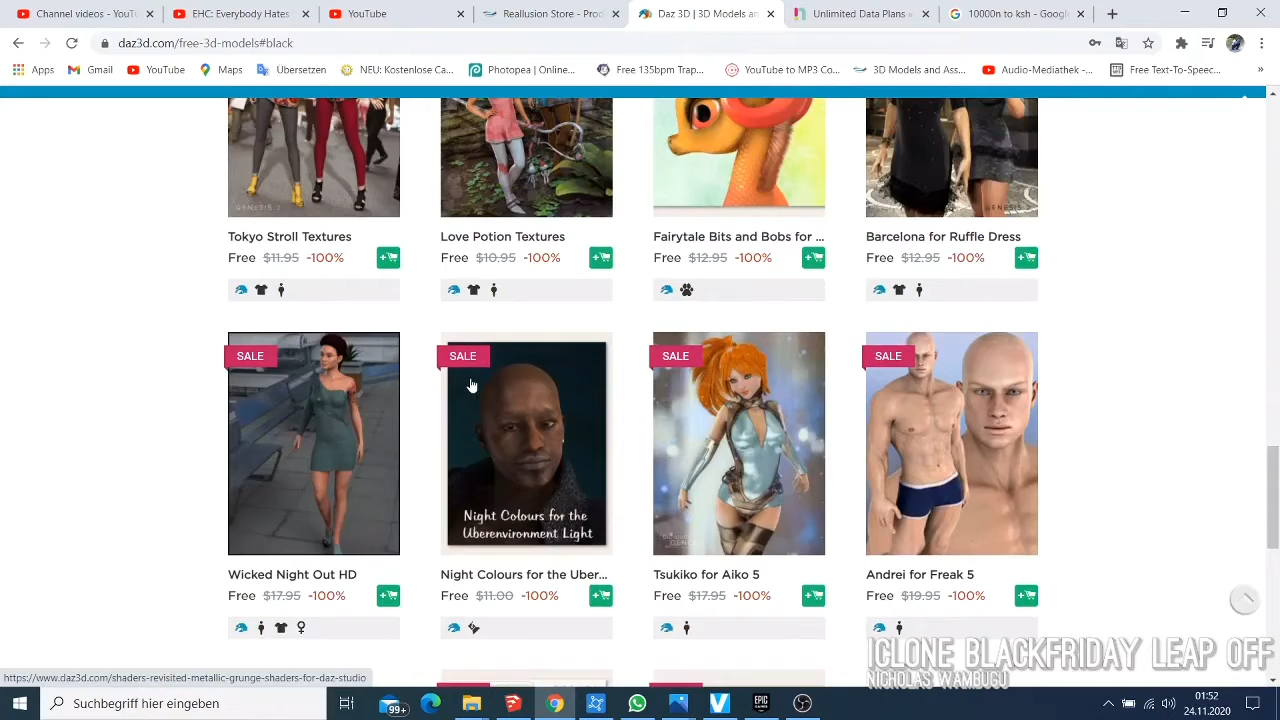 Channel videos - YouTu
EHC: Everybody Hates
YouTube
Reallusion Store - Proc
Daz 3D | 3D Models an
Unlimited Data Plans
10000n to ksh - Google
daz3d.com/free-3d-models#black
Apps
Gmail
YouTube
Maps
Übersetzen
NEU: Kostenlose Ca...
Photopea | Onlin...
Free 135bpm Trap...
YouTube to MP3 Co...
3D Models and Ass...
Audio-Mediathek -...
Free Text-To-Speec...
GENESIS 2
GENESIS
Tokyo Stroll Textures
Love Potion Textures
Fairytale Bits and Bobs for ...
Barcelona for Ruffle Dress
Free $11.95 -100%
Free $10.95 -100%
Free $12.95 -100%
Free $12.95 -100%
SALE
SALE
SALE
SALE
Night Colours for the
Uberenvironment Light
Wicked Night Out HD
Night Colours for the Uber...
Tsukiko for Aiko 5
Andrei for Freak 5
Free $17.95 -100%
Free $11.00 -100%
Free $17.95 -100%
Free $19.95 -100%
ICLONE BLACKFRIDAY LEAP OFF
NICHOLAS WAMBUGU
https://www.daz3d.com/shaders-revisited-metallic-grunge-shaders-for-daz-studio
Suchbegriff hier eingeben
99+
EPIC GAMES
01:52
24.11.2020